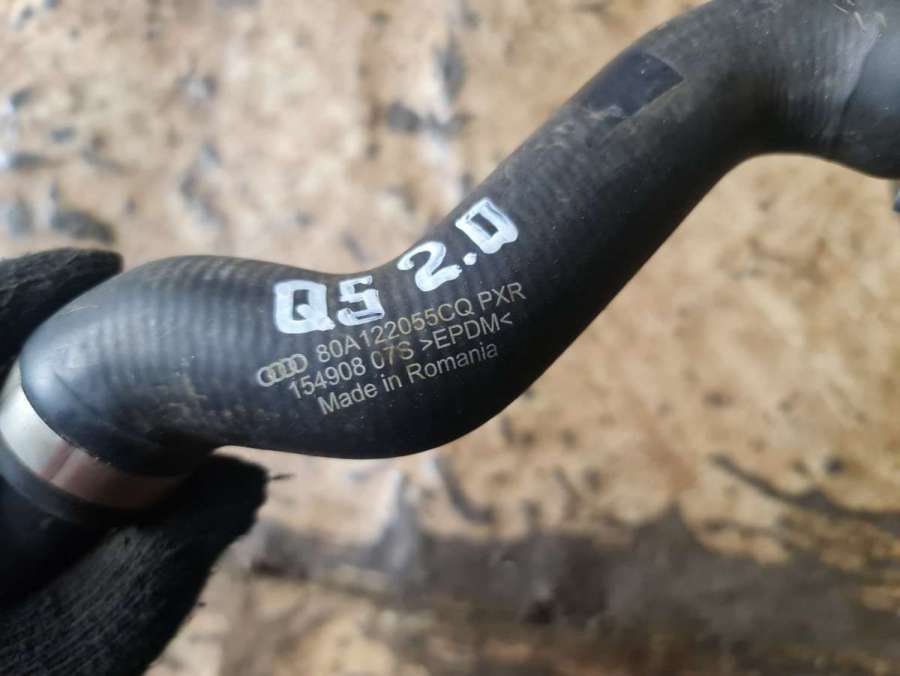 Q5 2.0
80A122055CQ PXR
154908 07S >EPDM<
Made in Romania